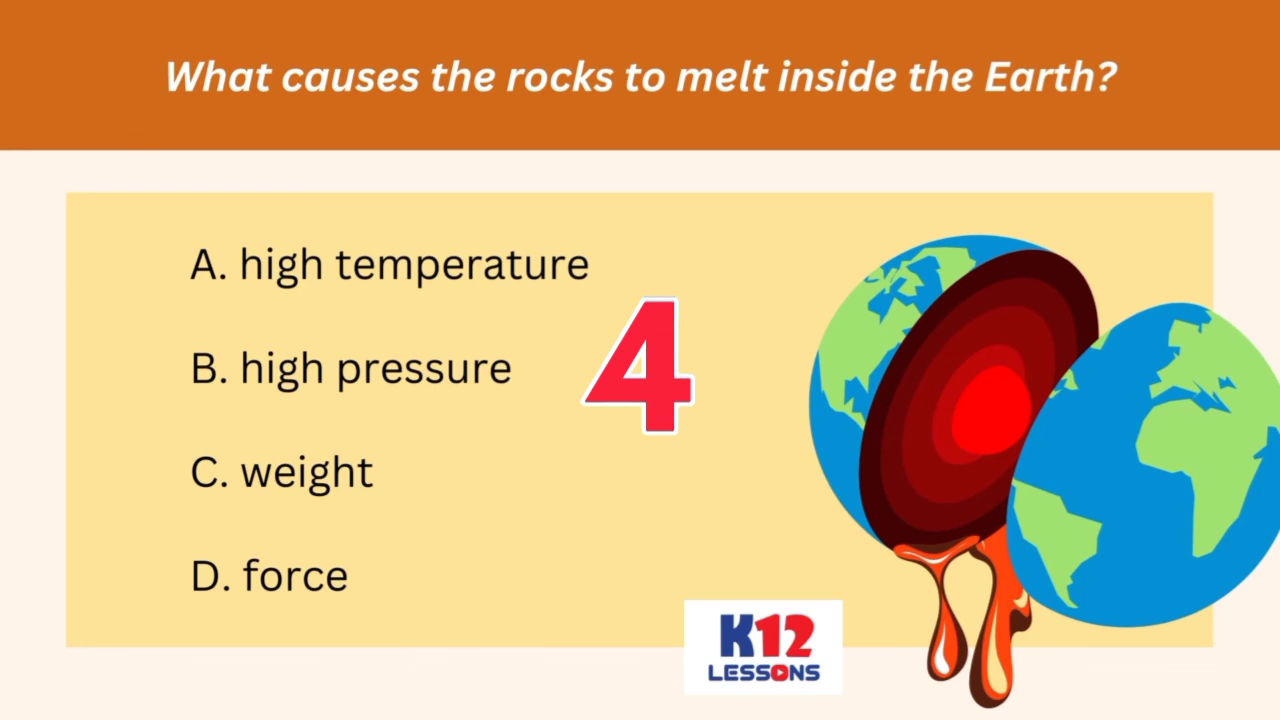 What causes the rocks to melt inside the Earth?
A. high temperature
B. high pressure
4
C. weight
D. force
K12
LESSONS